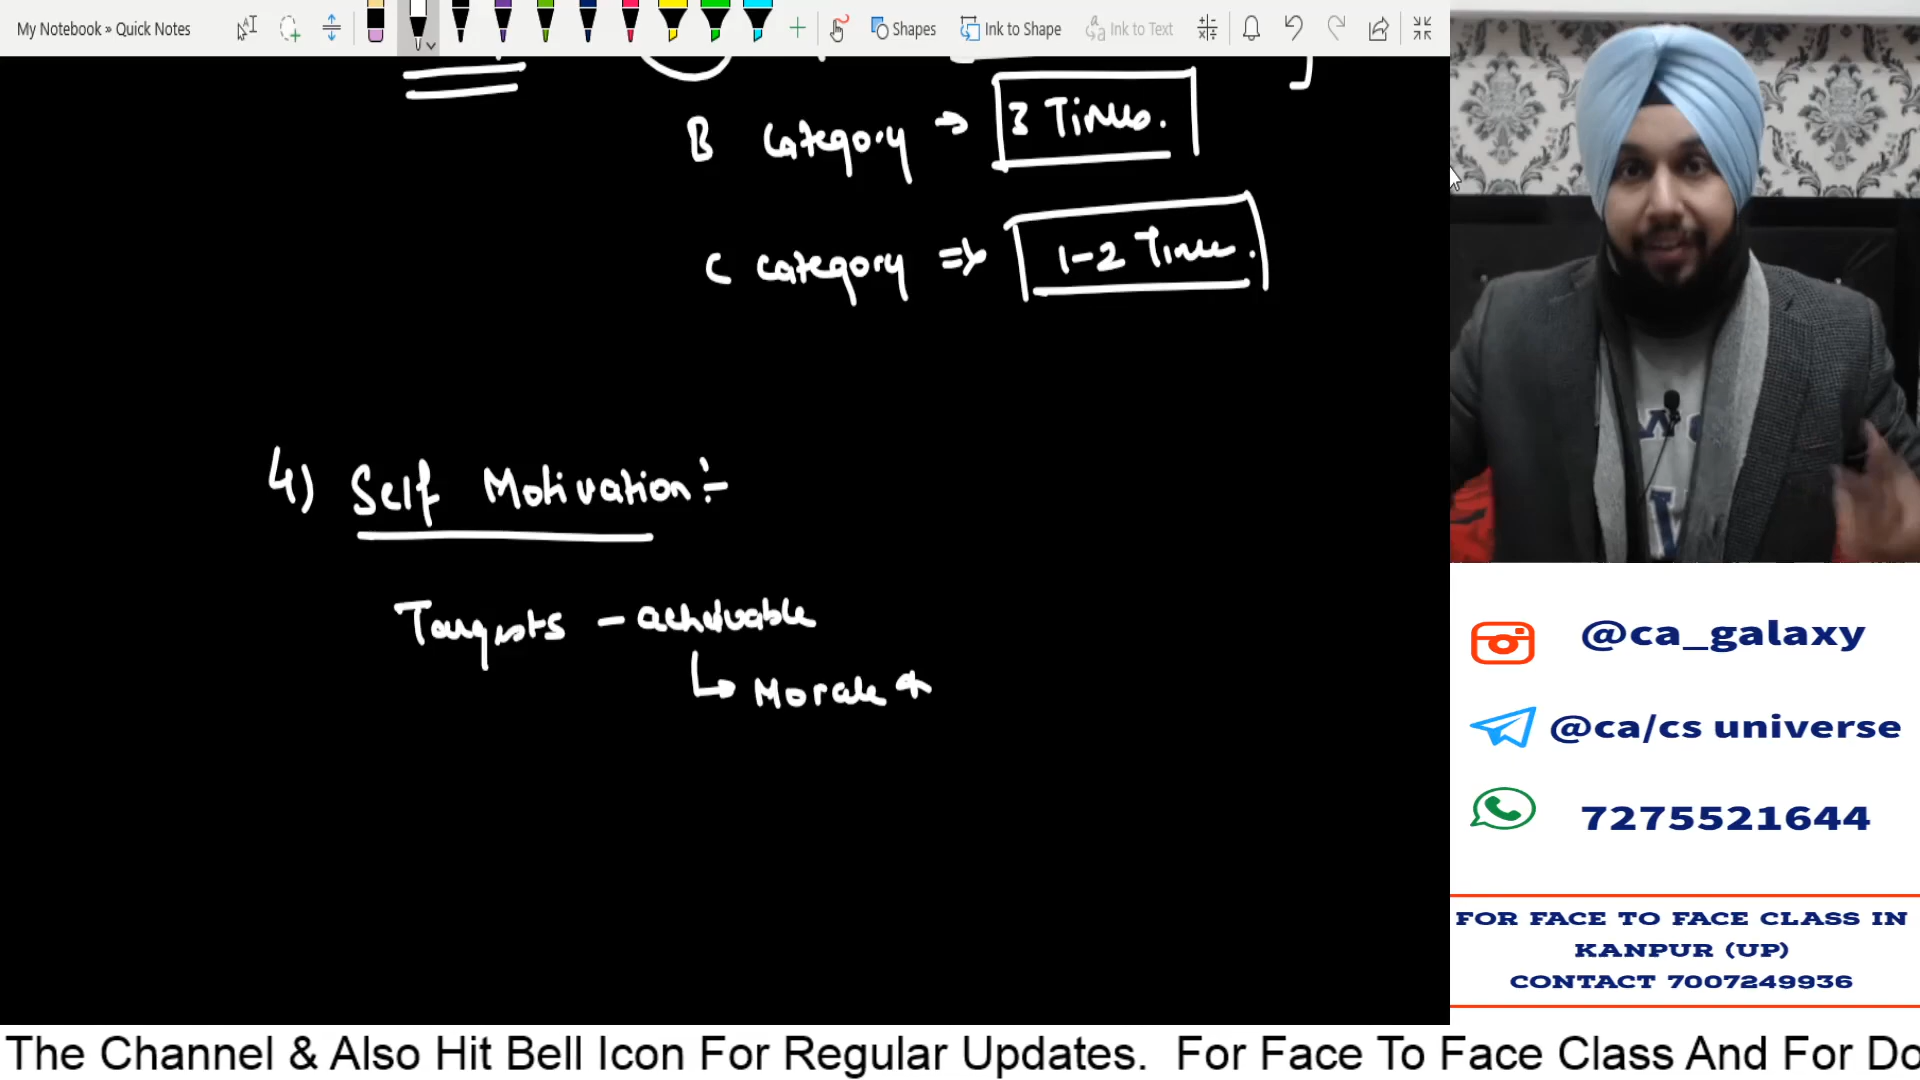 My Notebook » Quick Notes
Shapes
Ink to Shape
Ink to Text
B Category → 3 Times.
C Category ⇒ 1-2 Times.
4) Self Motivation :-
Targets - achievable
↳ Morale ↑
@ca_galaxy
@ca/cs universe
7275521644
FOR FACE TO FACE CLASS IN
KANPUR (UP)
CONTACT 7007249936
The Channel & Also Hit Bell Icon For Regular Updates. For Face To Face Class And For Do